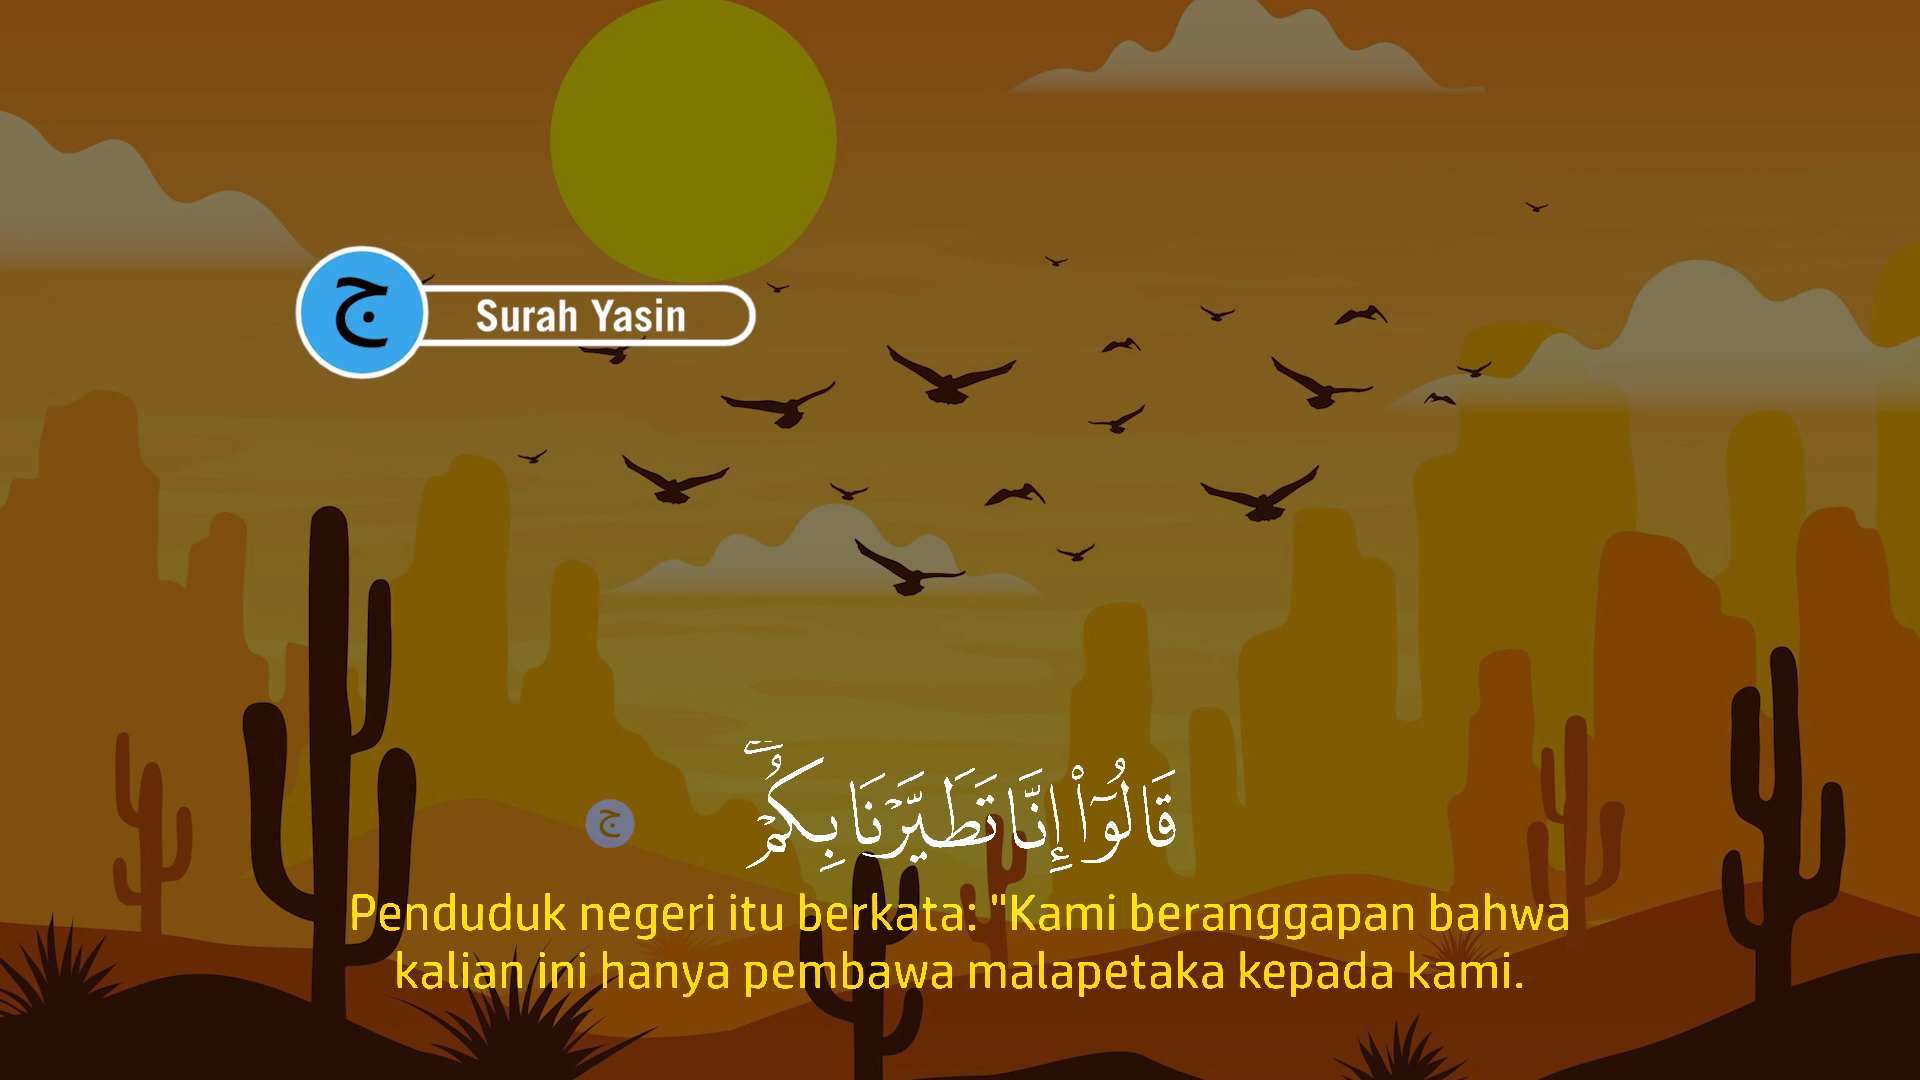 ج
Surah Yasin
قَالُوٓا۟ إِنَّا تَطَيَّرْنَا بِكُمْ ۖ
ج
Penduduk negeri itu berkata: "Kami beranggapan bahwa
kalian ini hanya pembawa malapetaka kepada kami.